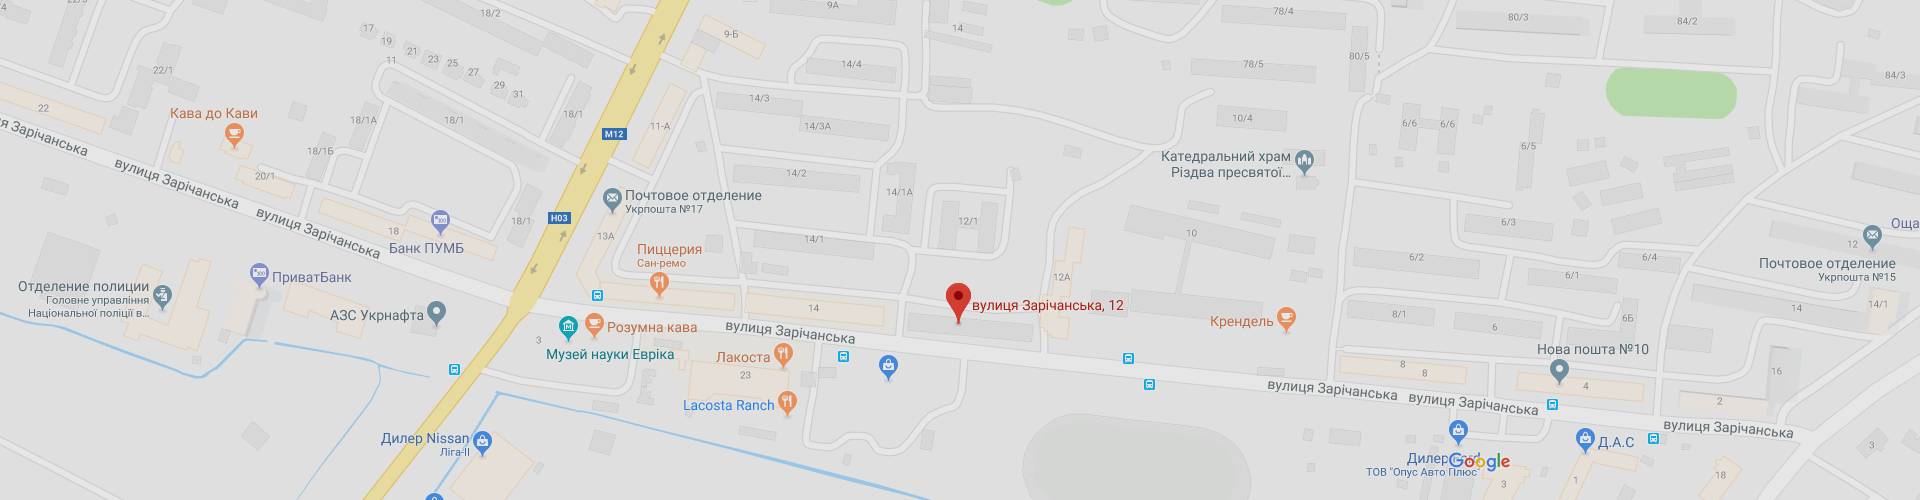 18/2
9А
9-Б
14
78/4
80/3
84/2
17
19
21
23
25
27
29
31
11
22/1
22
18/1
18/1
18/1
18/1Б
18/1А
14/4
14/3
14/3А
11-А
78/5
80/5
84/3
10/4
6/6
6/6
6/5
Кава до Кави
M12
H03
вулиця Зарічанська
вулиця Зарічанська
20/1
18
Банк ПУМБ
Почтовое отделение
Укрпошта №17
13А
14/2
14/1А
14/1
12/1
Катедральний храм
Різдва пресвятої...
10
12А
6/3
6/2
6/1
6/4
12
Оща
Почтовое отделение
Укрпошта №15
14/1
Отделение полиции
Головне управління
Національної поліції в...
ПриватБанк
АЗС Укрнафта
Пиццерия
Сан-ремо
14
вулиця Зарічанська, 12
Крендель
8/1
6
3
Розумна кава
Музей науки Евріка
вулиця Зарічанська
Лакоста
23
Lacosta Ranch
Нова пошта №10
8
8
4
2
16
вулиця Зарічанська
вулиця Зарічанська
вулиця Зарічанська
Дилер Nissan
Ліга-ІІ
Дилер
ТОВ "Опус Авто Плюс"
Google
Д.А.С
3
1
18
3